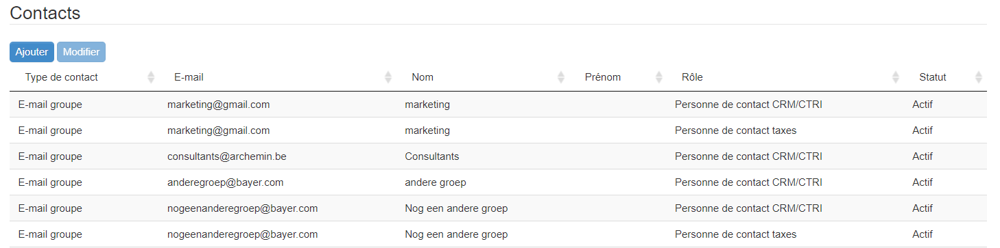 Contacts
Ajouter Modifier
Type de contact E-mail Nom Prénom Rôle Statut
E-mail groupe marketing@gmail.com marketing Personne de contact CRM/CTRI Actif
E-mail groupe marketing@gmail.com marketing Personne de contact taxes Actif
E-mail groupe consultants@archemin.be Consultants Personne de contact CRM/CTRI Actif
E-mail groupe anderegroep@bayer.com andere groep Personne de contact CRM/CTRI Actif
E-mail groupe nogeenanderegroep@bayer.com Nog een andere groep Personne de contact CRM/CTRI Actif
E-mail groupe nogeenanderegroep@bayer.com Nog een andere groep Personne de contact taxes Actif